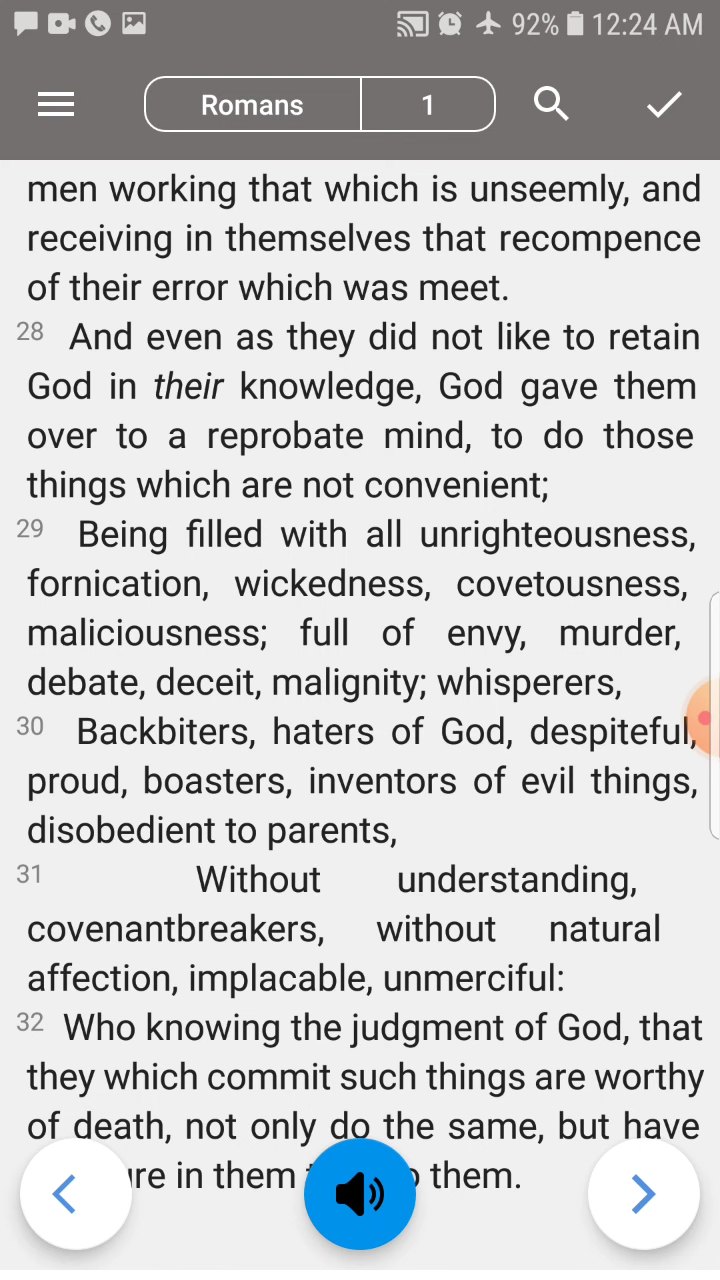 92% 12:24 AM
Romans 1
men working that which is unseemly, and
receiving in themselves that recompence
of their error which was meet.
28 And even as they did not like to retain
God in their knowledge, God gave them
over to a reprobate mind, to do those
things which are not convenient;
29 Being filled with all unrighteousness,
fornication, wickedness, covetousness,
maliciousness; full of envy, murder,
debate, deceit, malignity; whisperers,
30 Backbiters, haters of God, despiteful,
proud, boasters, inventors of evil things,
disobedient to parents,
31 Without understanding,
covenantbreakers, without natural
affection, implacable, unmerciful:
32 Who knowing the judgment of God, that
they which commit such things are worthy
of death, not only do the same, but have
in them them.